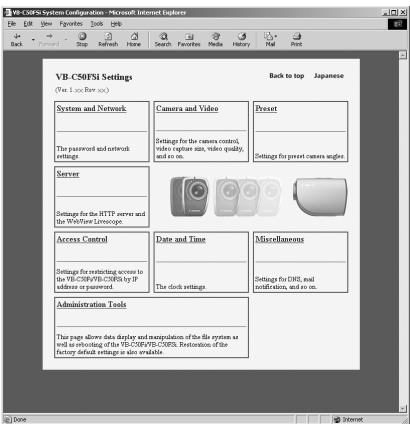 VB-C50FSi System Configuration - Microsoft Internet Explorer
File Edit View Favorites Tools Help
Back Forward Stop Refresh Home Search Favorites Media History Mail Print
VB-C50FSi Settings
Back to top Japanese
(Ver. 1.xx Rev. xx)
System and Network
The password and network
settings.
Camera and Video
Settings for the camera control,
video capture size, video quality,
and so on.
Preset
Settings for preset camera angles.
Server
Settings for the HTTP server and
the WebView Livescope.
Access Control
Settings for restricting access to
the VB-C50Fs/VB-C50FSi by IP
address or password.
Date and Time
The clock settings.
Miscellaneous
Settings for DNS, mail
notification, and so on.
Administration Tools
This page allows data display and manipulation of the file system as
well as rebooting of the VB-C50Fs/VB-C50FSi. Restoration of the
factory default settings is also available.
Done
Internet